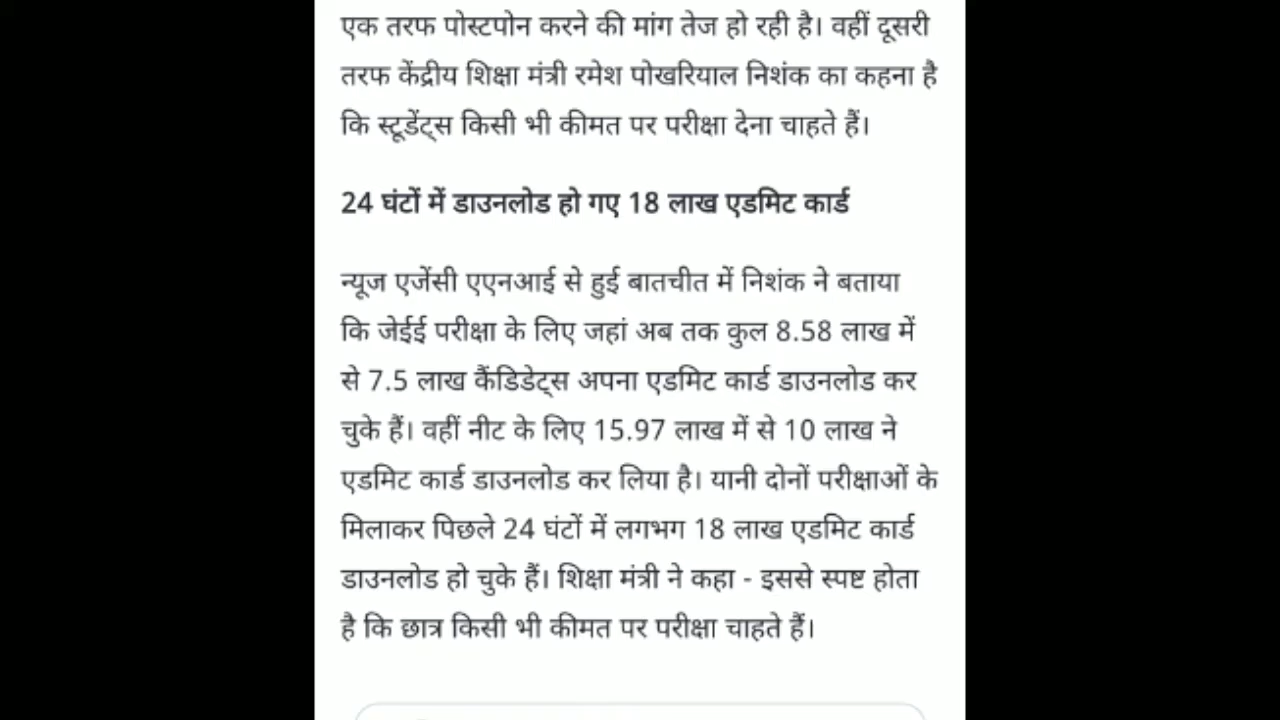 एक तरफ पोस्टपोन करने की मांग तेज हो रही है। वहीं दूसरी
तरफ केंद्रीय शिक्षा मंत्री रमेश पोखरियाल निशंक का कहना है
कि स्टूडेंट्स किसी भी कीमत पर परीक्षा देना चाहते हैं।
24 घंटों में डाउनलोड हो गए 18 लाख एडमिट कार्ड
न्यूज एजेंसी एएनआई से हुई बातचीत में निशंक ने बताया
कि जेईई परीक्षा के लिए जहां अब तक कुल 8.58 लाख में
से 7.5 लाख कैंडिडेट्स अपना एडमिट कार्ड डाउनलोड कर
चुके हैं। वहीं नीट के लिए 15.97 लाख में से 10 लाख ने
एडमिट कार्ड डाउनलोड कर लिया है। यानी दोनों परीक्षाओं के
मिलाकर पिछले 24 घंटों में लगभग 18 लाख एडमिट कार्ड
डाउनलोड हो चुके हैं। शिक्षा मंत्री ने कहा - इससे स्पष्ट होता
है कि छात्र किसी भी कीमत पर परीक्षा चाहते हैं।